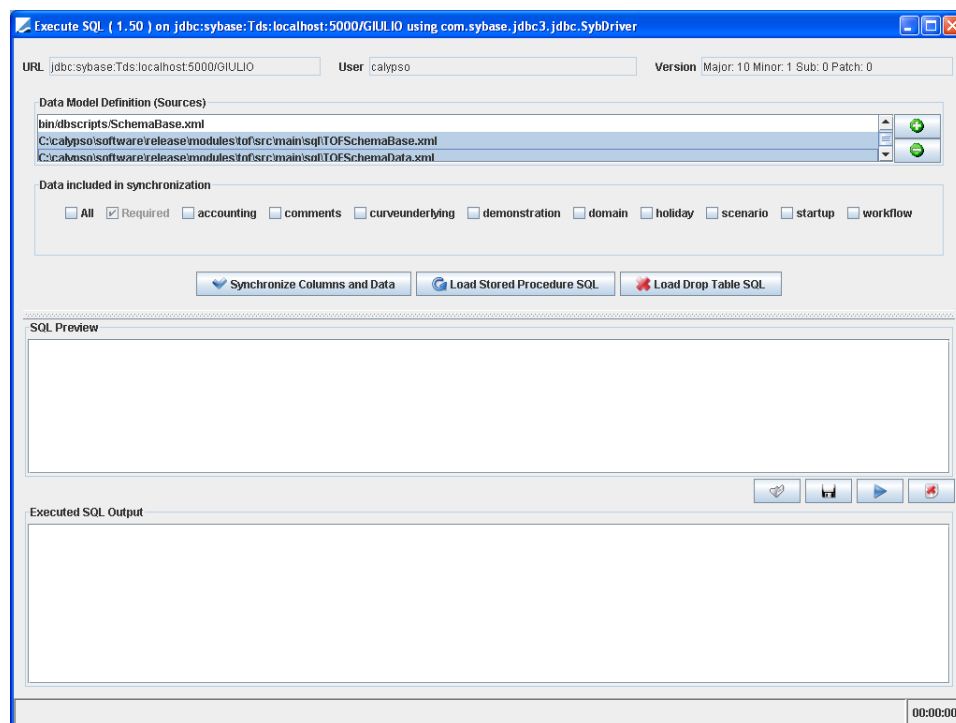 Execute SQL ( 1.50 ) on jdbc:sybase:Tds:localhost:5000/GIULIO using com.sybase.jdbc3.jdbc.SybDriver
URL jdbc:sybase:Tds:localhost:5000/GIULIO User calypso Version Major: 10 Minor: 1 Sub: 0 Patch: 0
Data Model Definition (Sources)
bin/dbscripts/SchemaBase.xml
C:\calypso\software\release\modules\tof\src\main\sql\TOFSchemaBase.xml
C:\calypso\software\release\modules\tof\src\main\sql\TOFSchemaData.xml
Data included in synchronization
All Required accounting comments curveunderlying demonstration domain holiday scenario startup workflow
Synchronize Columns and Data Load Stored Procedure SQL Load Drop Table SQL
SQL Preview
Executed SQL Output
00:00:00